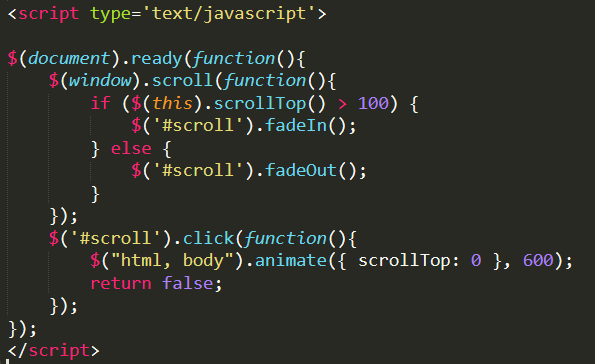 <script type='text/javascript'>
$(document).ready(function(){
$(window).scroll(function(){
if ($(this).scrollTop() > 100) {
$('#scroll').fadeIn();
} else {
$('#scroll').fadeOut();
}
});
$('#scroll').click(function(){
$("html, body").animate({ scrollTop: 0 }, 600);
return false;
});
});
</script>